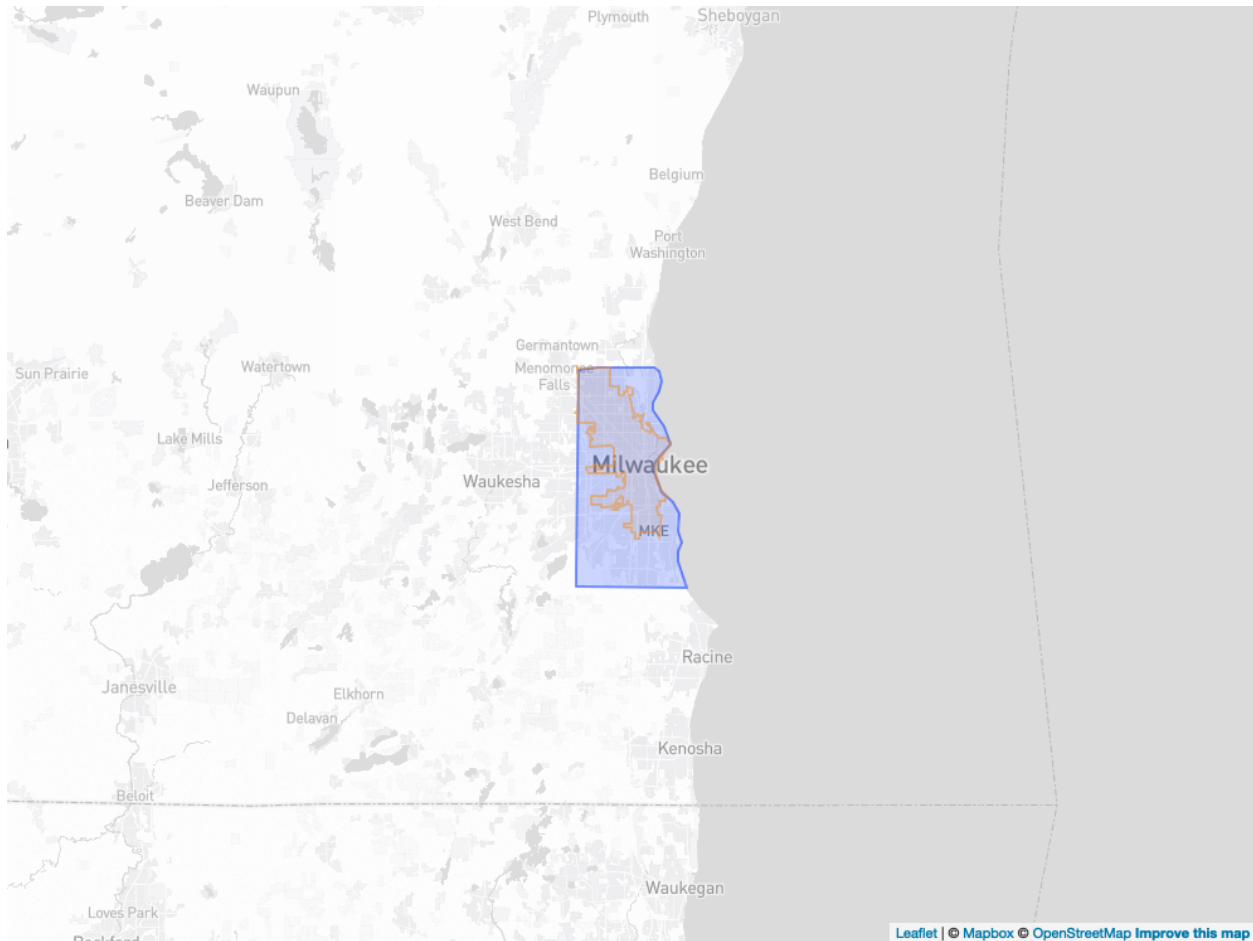 Plymouth
Sheboygan
Waupun
Belgium
Beaver Dam
West Bend
Port
Washington
Germantown
Menomonee
Falls
Sun Prairie
Watertown
Lake Mills
Milwaukee
Jefferson
Waukesha
MKE
Racine
Janesville
Elkhorn
Delavan
Kenosha
Beloit
Waukegan
Loves Park
Rockford
Leaflet | © Mapbox © OpenStreetMap Improve this map